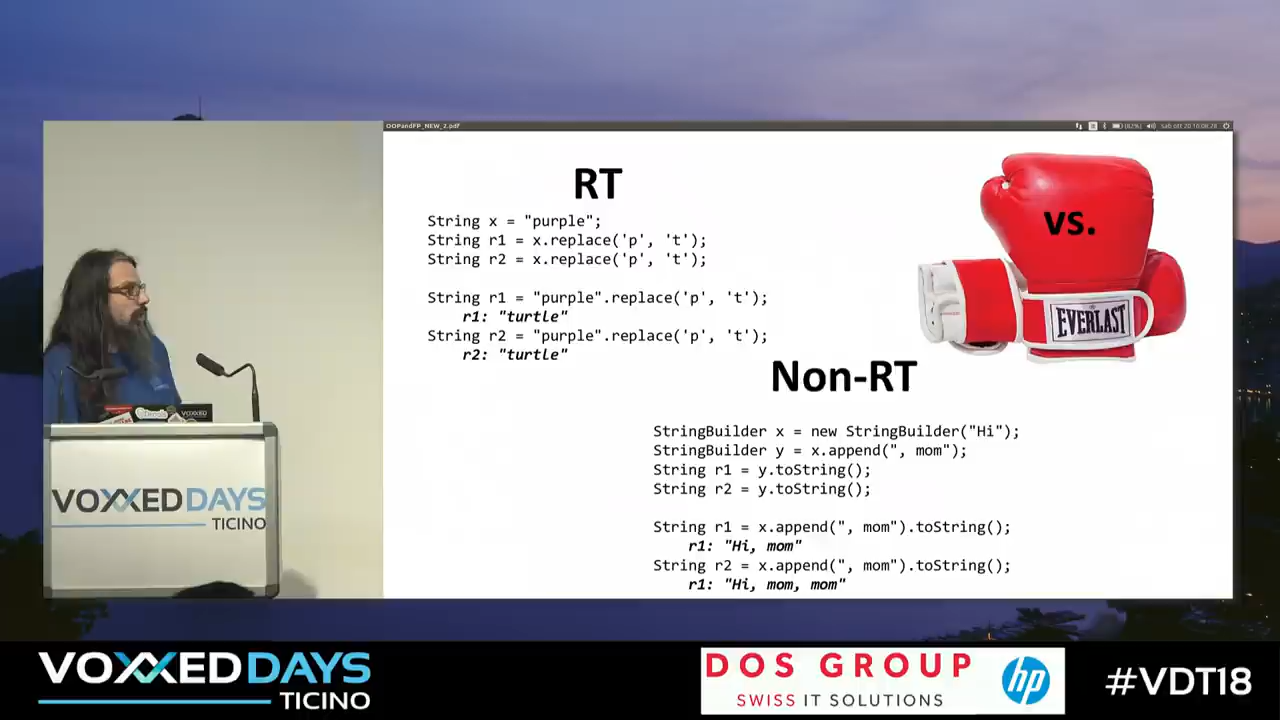 OOPandFP_NEW_2.pdf
RT
String x = "purple";
String r1 = x.replace('p', 't');
String r2 = x.replace('p', 't');
String r1 = "purple".replace('p', 't');
r1: "turtle"
String r2 = "purple".replace('p', 't');
r2: "turtle"
vs.
EVERLAST
Non-RT
StringBuilder x = new StringBuilder("Hi");
StringBuilder y = x.append(", mom");
String r1 = y.toString();
String r2 = y.toString();
String r1 = x.append(", mom").toString();
r1: "Hi, mom"
String r2 = x.append(", mom").toString();
r1: "Hi, mom, mom"
VOXXED DAYS
TICINO
VOXXED DAYS
TICINO
DOS GROUP
SWISS IT SOLUTIONS
hp
#VDT18